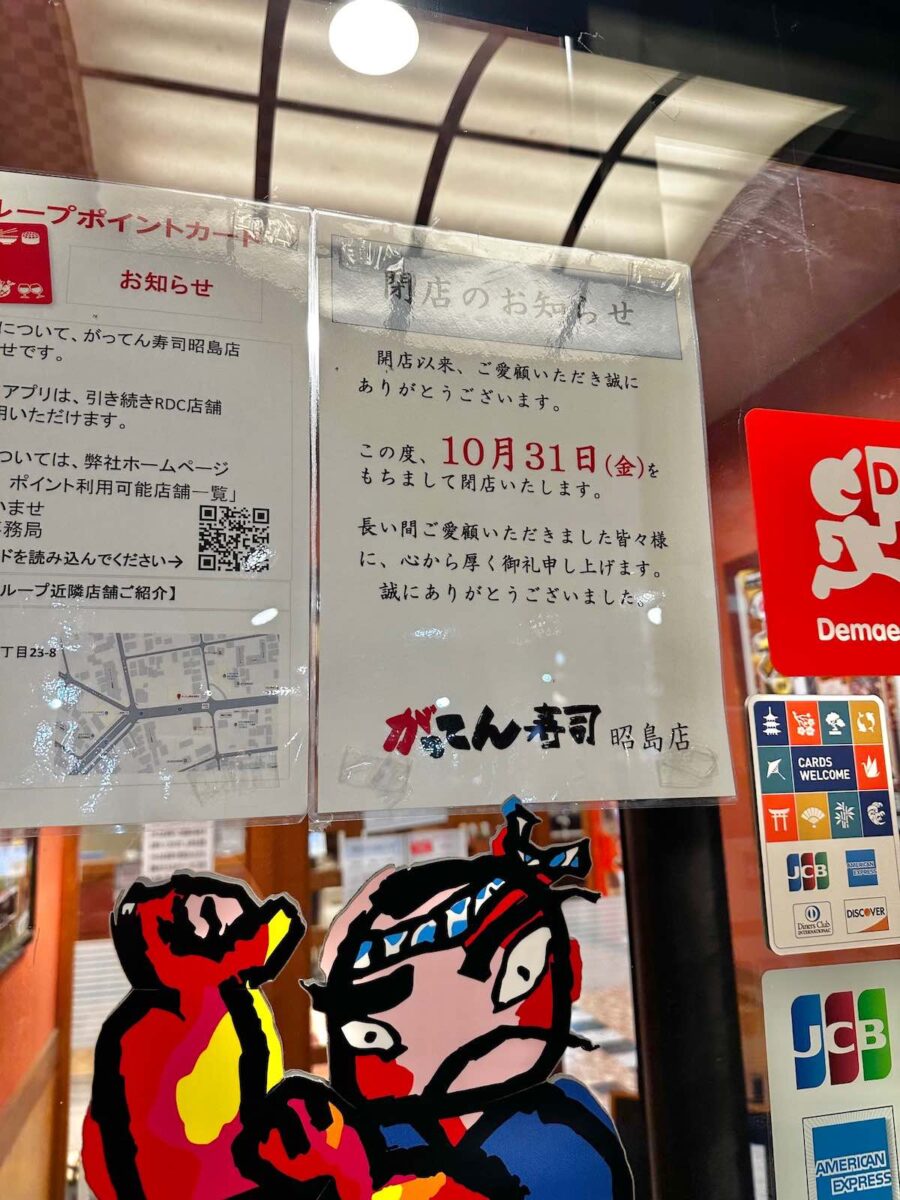 ループポイントカード
お知らせ
について、がってん寿司昭島店
せです。
アプリは、引き続きRDC店舗
用いただけます。
ついては、弊社ホームページ
ポイント利用可能店舗一覧」
いませ
事務局
ドを読み込んでください→
ループ近隣店舗ご紹介】
丁目23-8
閉店のお知らせ
開店以来、ご愛顧いただき誠に
ありがとうございます。
この度、10月31日(金)を
もちまして閉店いたします。
長い間ご愛顧いただきました皆々様
に、心から厚く御礼申し上げます。
誠にありがとうございました。
がってん寿司 昭島店
Demae
CARDS
WELCOME
JCB
AMERICAN
EXPRESS
Diners Club
INTERNATIONAL
DISCOVER
JCB
AMERICAN
EXPRESS